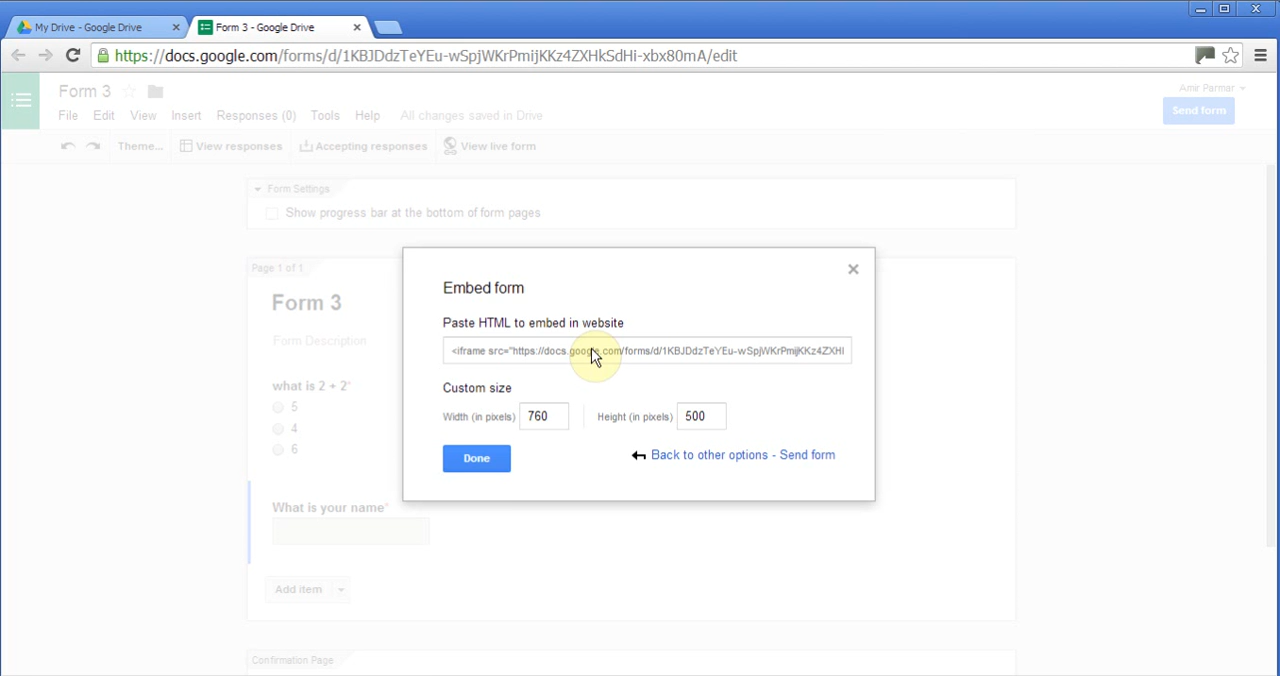 My Drive - Google Drive
Form 3 - Google Drive
https://docs.google.com/forms/d/1KBJDdzTeYEu-wSpjWKrPmijKKz4ZXHkSdHi-xbx80mA/edit
Form 3
Amir Parmar
File Edit View Insert Responses (0) Tools Help All changes saved in Drive
Send form
Theme... View responses Accepting responses View live form
Form Settings
Show progress bar at the bottom of form pages
Page 1 of 1
Form 3
Form Description
what is 2 + 2*
5
4
6
What is your name*
Add item
Confirmation Page
Embed form
Paste HTML to embed in website
<iframe src="https://docs.google.com/forms/d/1KBJDdzTeYEu-wSpjWKrPmijKKz4ZXHl
Custom size
Width (in pixels) 760 Height (in pixels) 500
Done
Back to other options - Send form